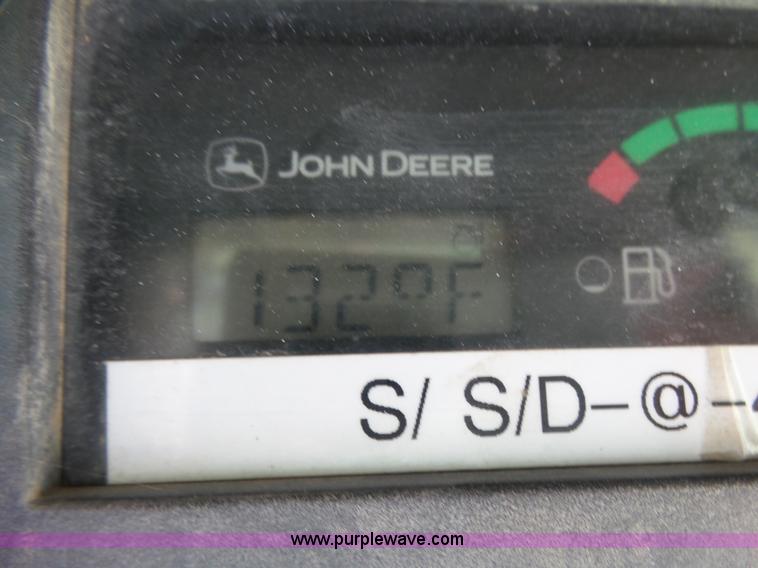 JOHN DEERE
132°F
S/ S/D-@-
www.purplewave.com